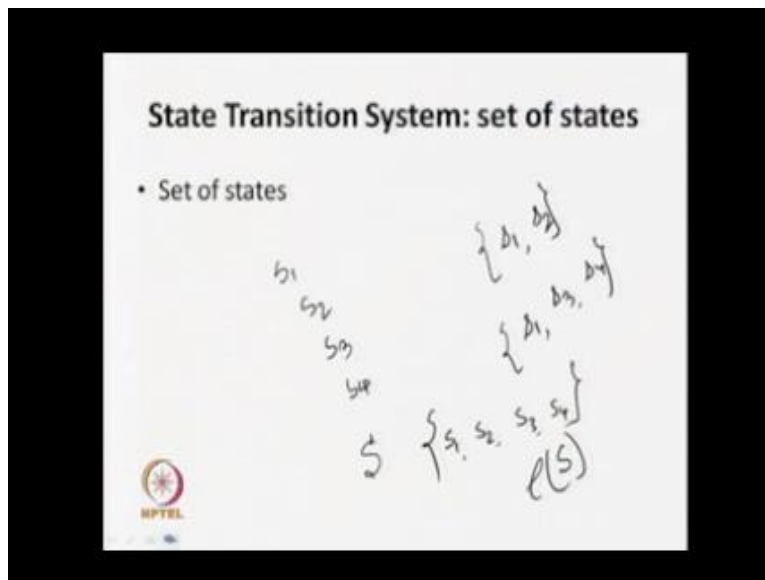 State Transition System: set of states
• Set of states
{s1, s2}
s1
{s1, s3, s4}
s2
s3
s4
S {s1, s2, s3, s4}
P(S)
NPTEL